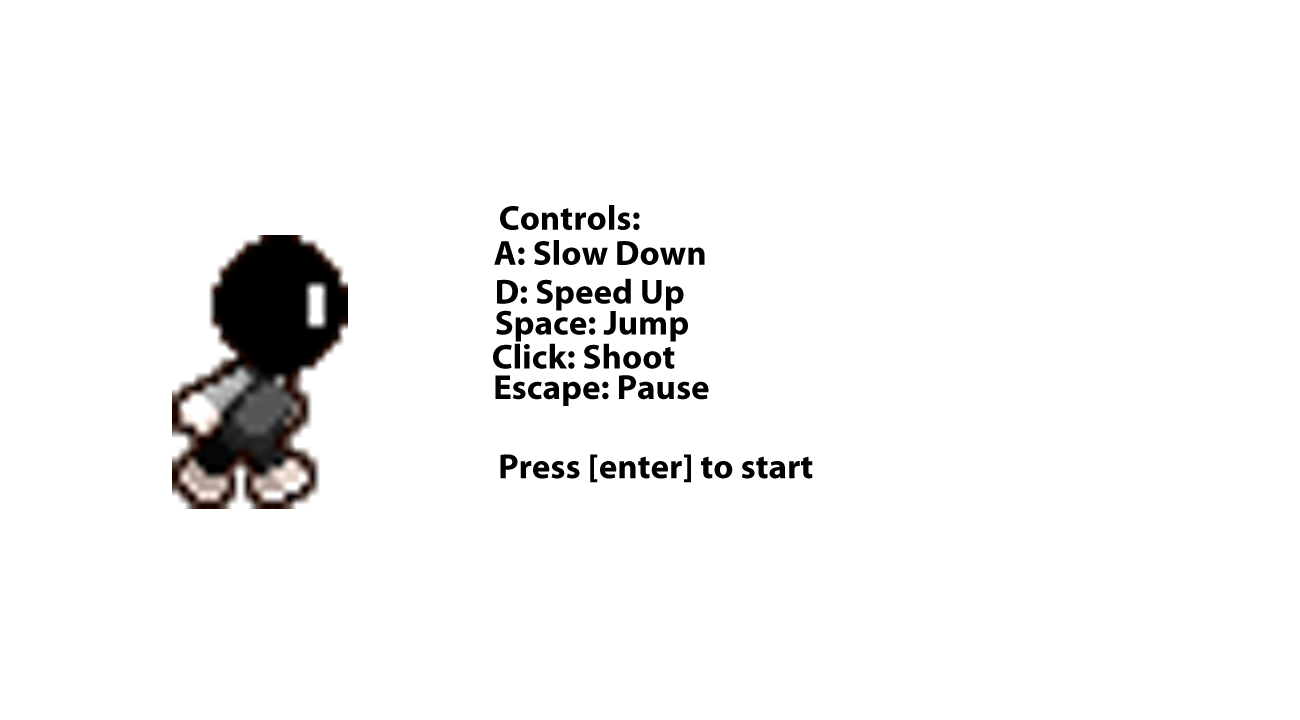 Controls:
A: Slow Down
D: Speed Up
Space: Jump
Click: Shoot
Escape: Pause
Press [enter] to start